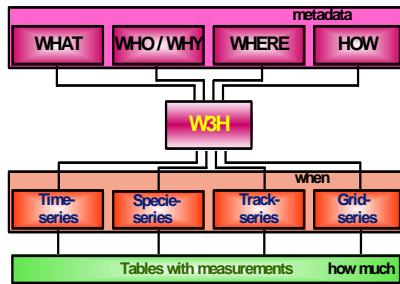 metadata
WHAT WHO / WHY WHERE HOW
W3H
when
Time- Specie- Track- Grid-
series series series series
Tables with measurements how much